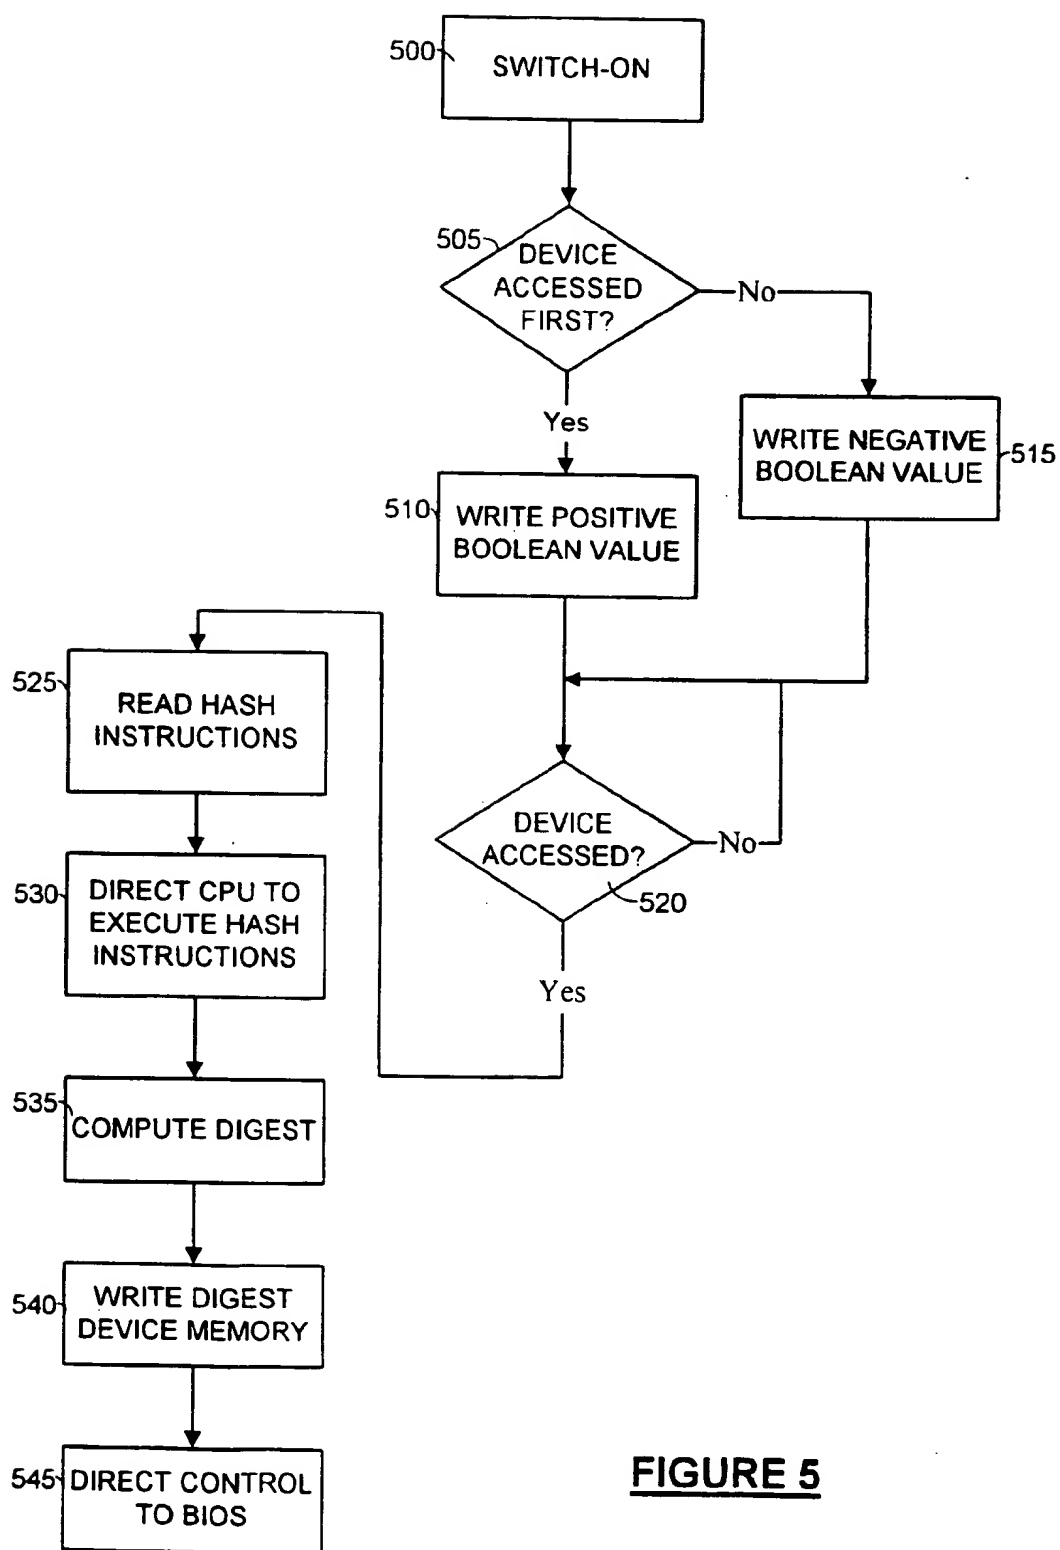 500
SWITCH-ON
505
DEVICE
ACCESSED
FIRST?
No
Yes
WRITE NEGATIVE
BOOLEAN VALUE
515
510
WRITE POSITIVE
BOOLEAN VALUE
525
READ HASH
INSTRUCTIONS
DEVICE
ACCESSED?
No
520
Yes
530
DIRECT CPU TO
EXECUTE HASH
INSTRUCTIONS
535
COMPUTE DIGEST
540
WRITE DIGEST
DEVICE MEMORY
545
DIRECT CONTROL
TO BIOS
FIGURE 5